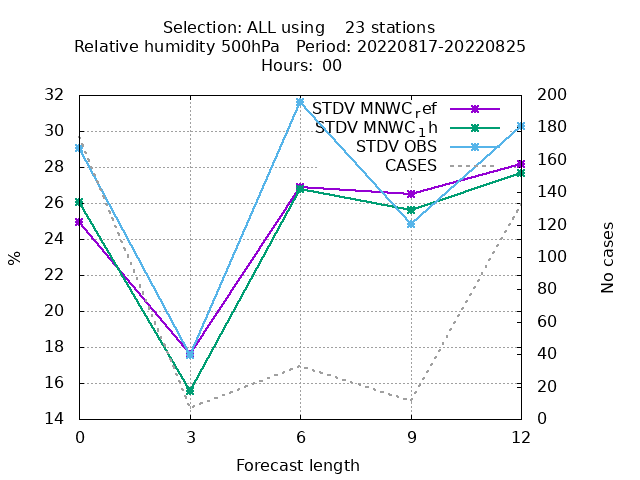 Selection: ALL using    23 stations
Relative humidity 500hPa   Period: 20220817-20220825
Hours: 00
STDV MNWCref
STDV MNWC1h
STDV OBS
CASES
%
32
30
28
26
24
22
20
18
16
14
200
180
160
140
120
100
80
60
40
20
0
No cases
0 3 6 9 12
Forecast length